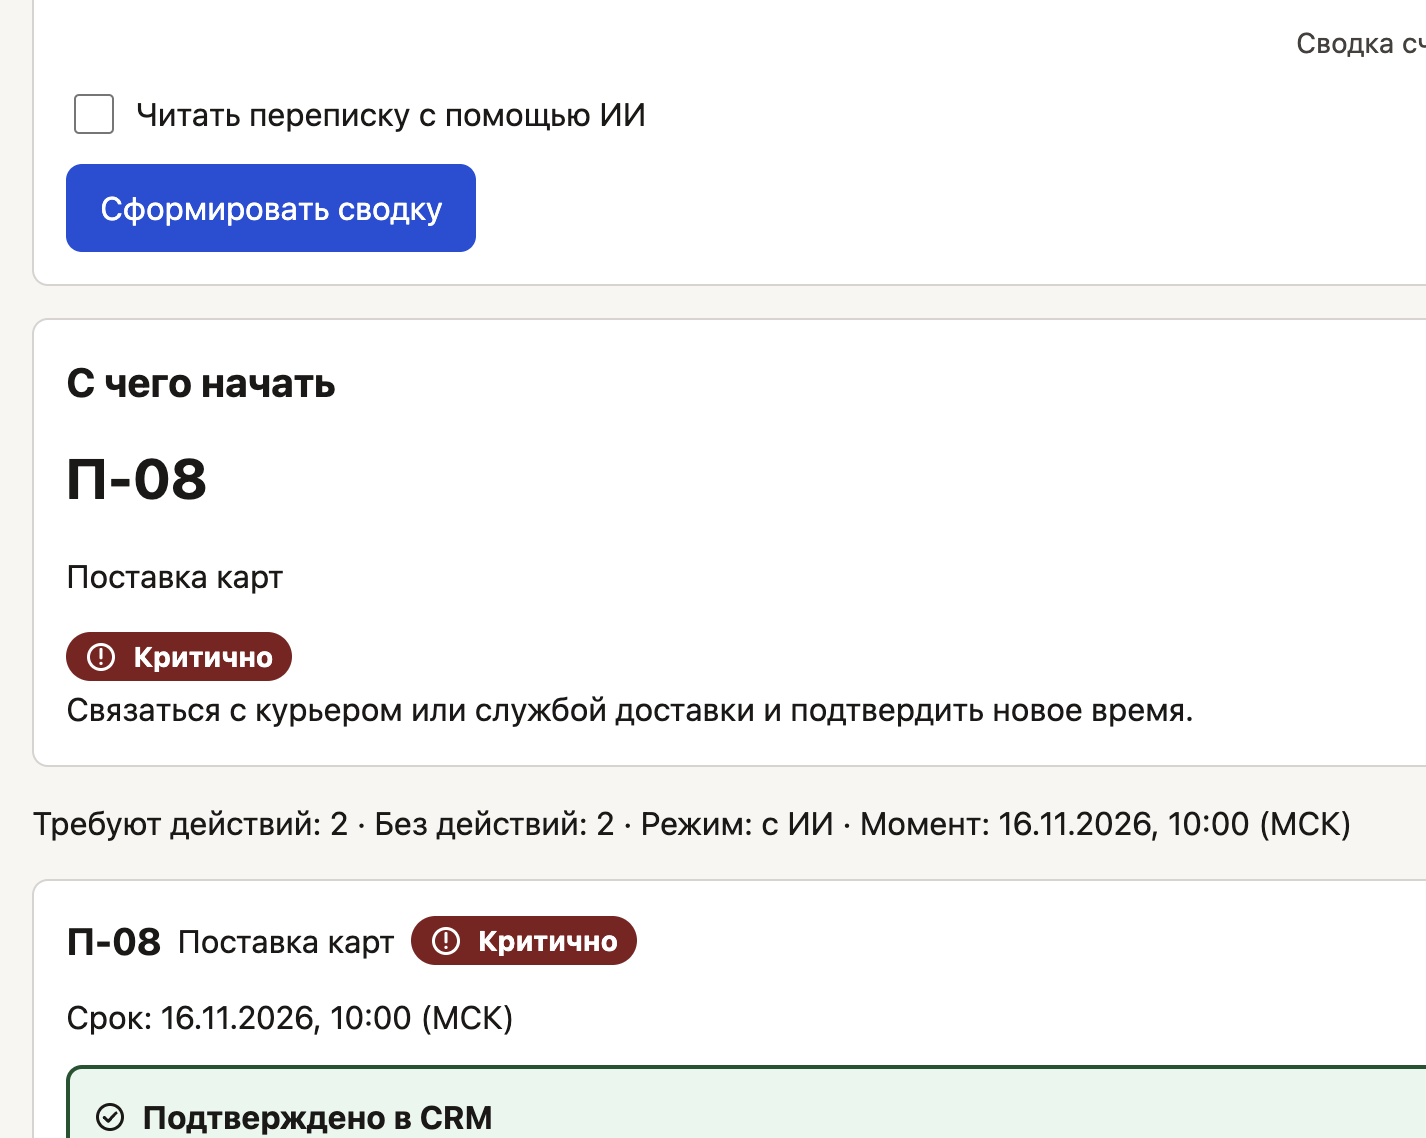 Сводка
Читать переписку с помощью ИИ
Сформировать сводку
С чего начать
П-08
Поставка карт
Критично
Связаться с курьером или службой доставки и подтвердить новое время.
Требуют действий: 2 · Без действий: 2 · Режим: с ИИ · Момент: 16.11.2026, 10:00 (МСК)
П-08 Поставка карт Критично
Срок: 16.11.2026, 10:00 (МСК)
Подтверждено в CRM